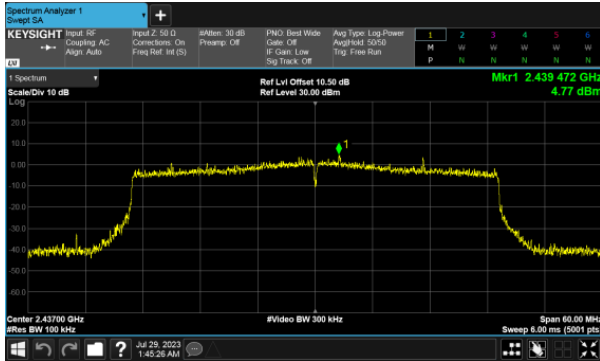 Spectrum Analyzer 1
Swept SA
KEYSIGHT
Input: RF
Coupling: AC
Align: Auto
Input Z: 50 Ω
Corrections: On
Freq Ref: Int (S)
#Atten: 30 dB
Preamp: Off
PNO: Best Wide
Gate: Off
IF Gain: Low
Sig Track: Off
Avg Type: Log-Power
Avg|Hold: 50/50
Trig: Free Run
1 2 3 4 5 6
M W W W W W
P N N N N N
LXI
1 Spectrum
Scale/Div 10 dB
Ref Lvl Offset 10.50 dB
Ref Level 30.00 dBm
Mkr1 2.439 472 GHz
4.77 dBm
Log
20.0
10.0
0.00
-10.0
-20.0
-30.0
-40.0
-50.0
-60.0
1
Center 2.43700 GHz
#Res BW 100 kHz
#Video BW 300 kHz
Span 60.00 MHz
Sweep 6.00 ms (5001 pts)
Jul 29, 2023
1:45:26 AM